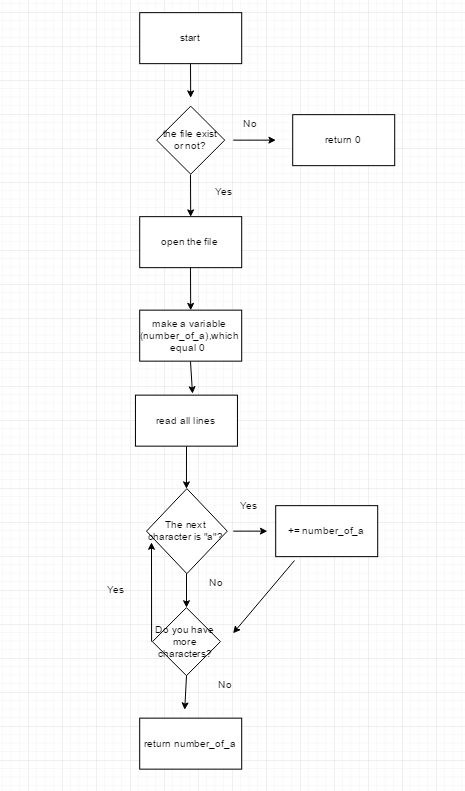 start
the file exist
or not?
No
return 0
Yes
open the file
make a variable
(number_of_a),which
equal 0
read all lines
Yes
The next
character is "a"?
+= number_of_a
No
Yes
Do you have
more
characters?
No
return number_of_a